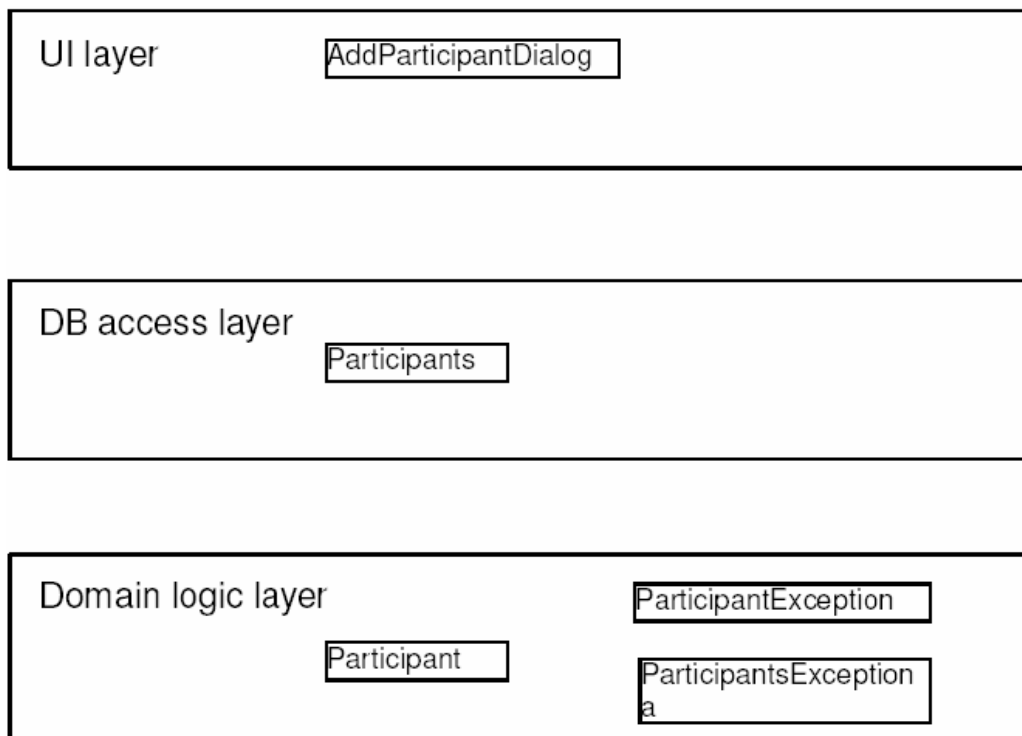 UI layer
AddParticipantDialog
DB access layer
Participants
Domain logic layer
ParticipantException
Participant
ParticipantsException
a